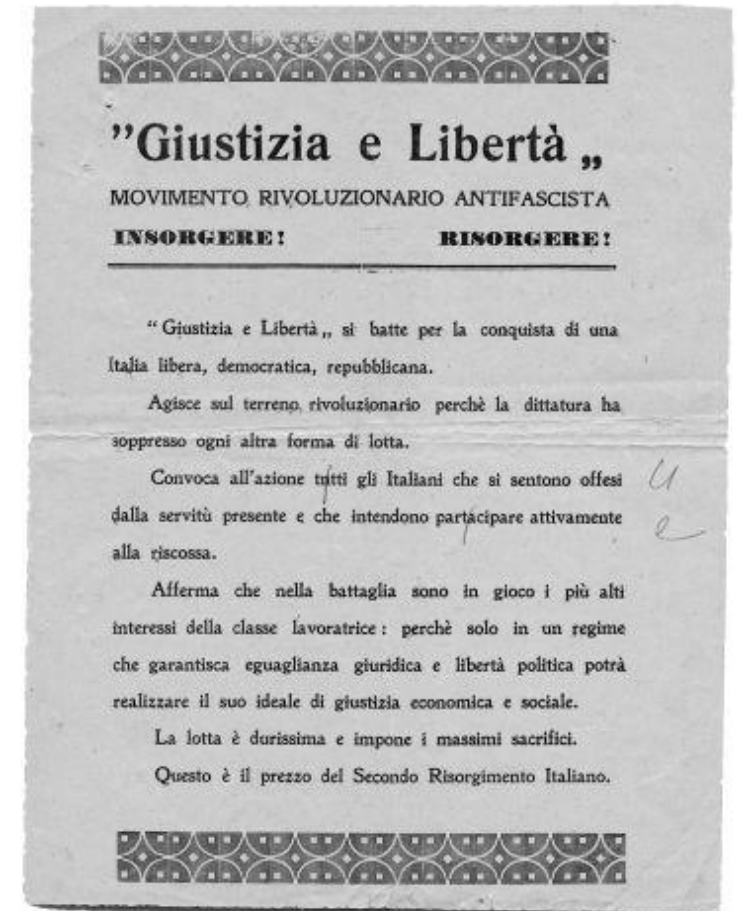 "Giustizia e Libertà „
MOVIMENTO RIVOLUZIONARIO ANTIFASCISTA
INSORGERE! RISORGERE!
“ Giustizia e Libertà „ si batte per la conquista di una
Italia libera, democratica, repubblicana.
Agisce sul terreno rivoluzionario perchè la dittatura ha
soppresso ogni altra forma di lotta.
Convoca all'azione tutti gli Italiani che si sentono offesi u
dalla servitù presente e che intendono partacipare attivamente e
alla riscossa.
Afferma che nella battaglia sono in gioco i più alti
interessi della classe lavoratrice : perchè solo in un regime
che garantisca eguaglianza giuridica e libertà politica potrà
realizzare il suo ideale di giustizia economica e sociale.
La lotta è durissima e impone i massimi sacrifici.
Questo è il prezzo del Secondo Risorgimento Italiano.